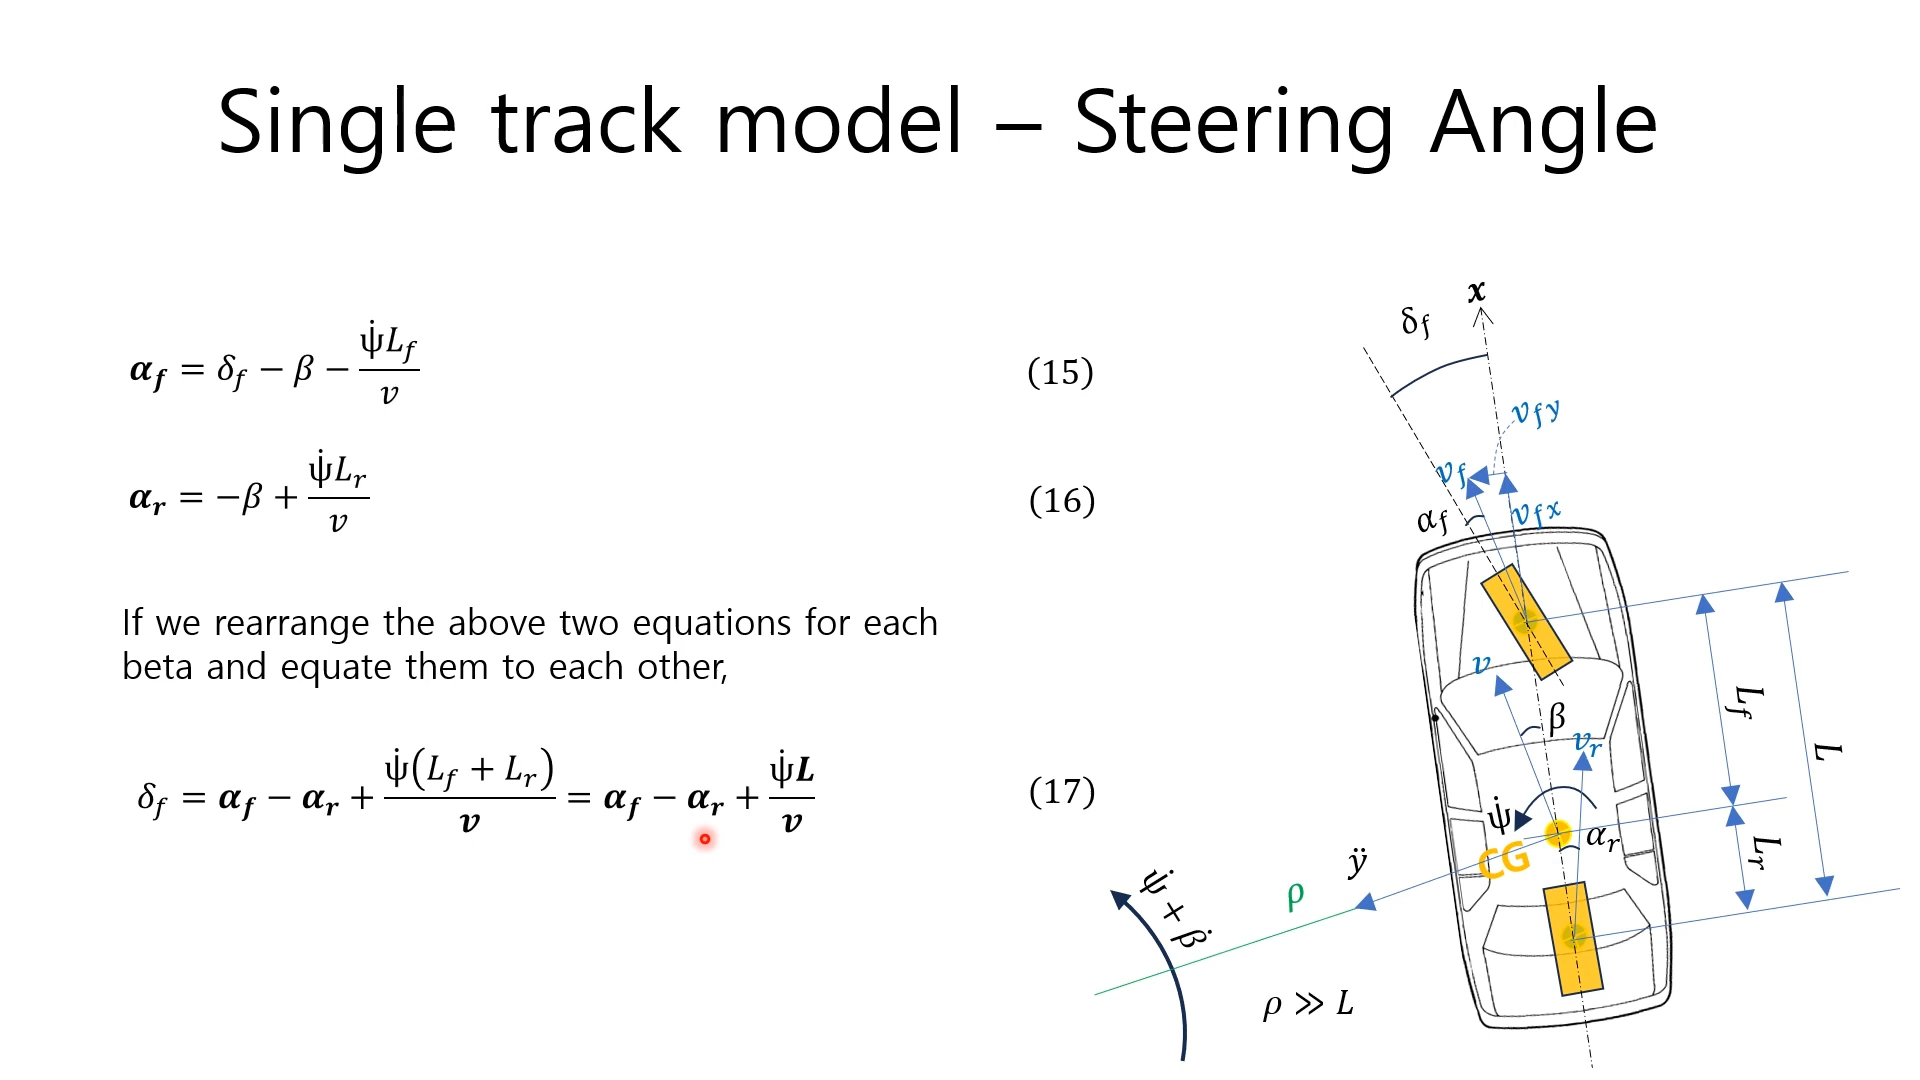 Single track model – Steering Angle
α_f = δ_f − β − ψ̇L_f / v (15)
α_r = −β + ψ̇L_r / v (16)
If we rearrange the above two equations for each
beta and equate them to each other,
δ_f = α_f − α_r + ψ̇(L_f + L_r) / v = α_f − α_r + ψ̇L / v (17)
x
δ_f
v_fy
v_f
α_f
v_fx
v
β
v_r
L_f
L
ψ̇
CG
α_r
L_r
ÿ
ρ
ψ̇ + β̇
ρ ≫ L